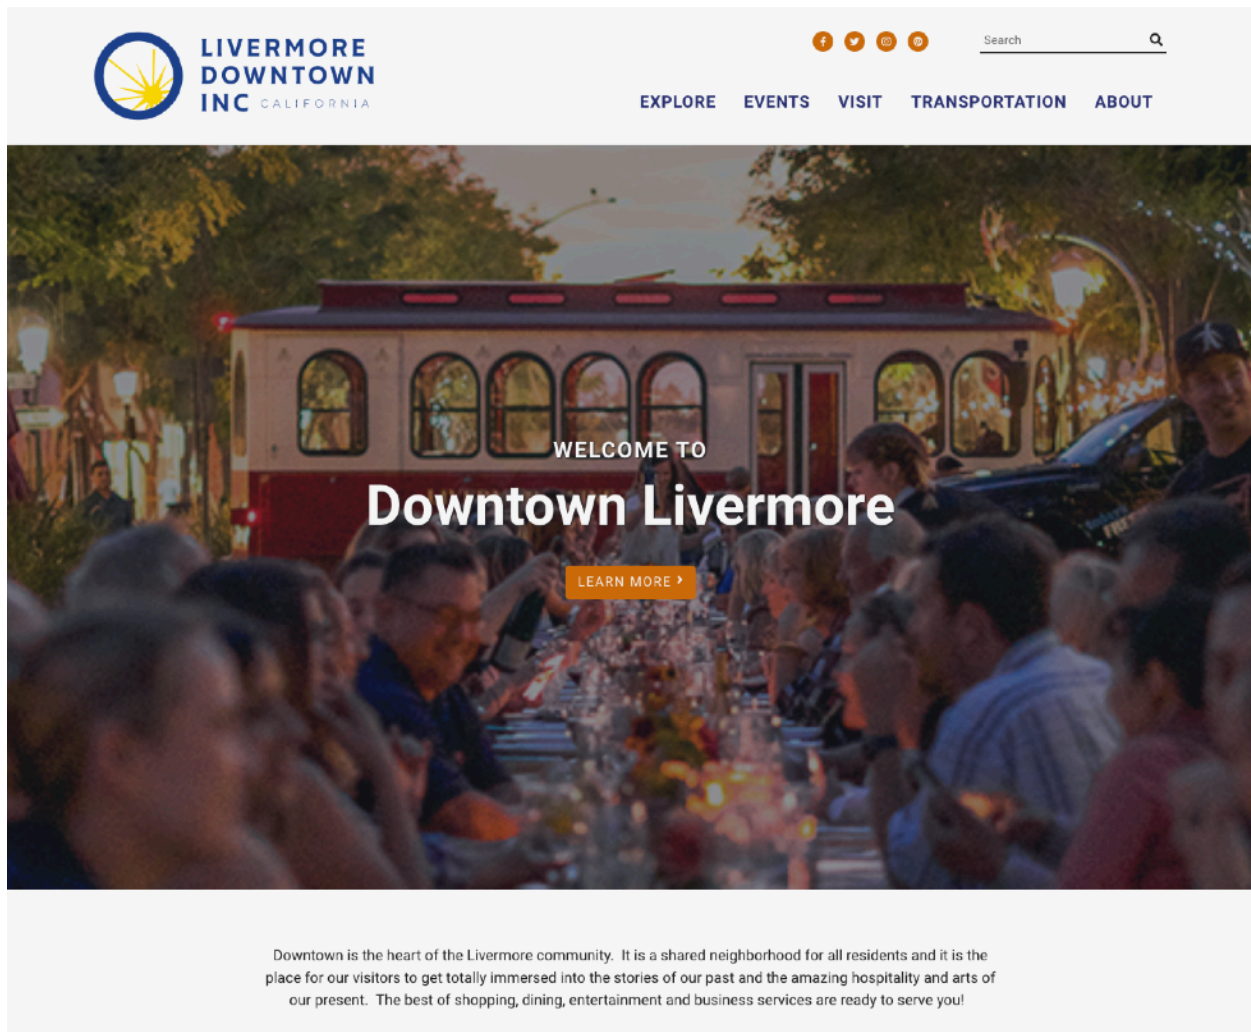 LIVERMORE
DOWNTOWN
INC CALIFORNIA
Search
EXPLORE EVENTS VISIT TRANSPORTATION ABOUT
WELCOME TO
Downtown Livermore
LEARN MORE ›
Downtown is the heart of the Livermore community. It is a shared neighborhood for all residents and it is the
place for our visitors to get totally immersed into the stories of our past and the amazing hospitality and arts of
our present. The best of shopping, dining, entertainment and business services are ready to serve you!